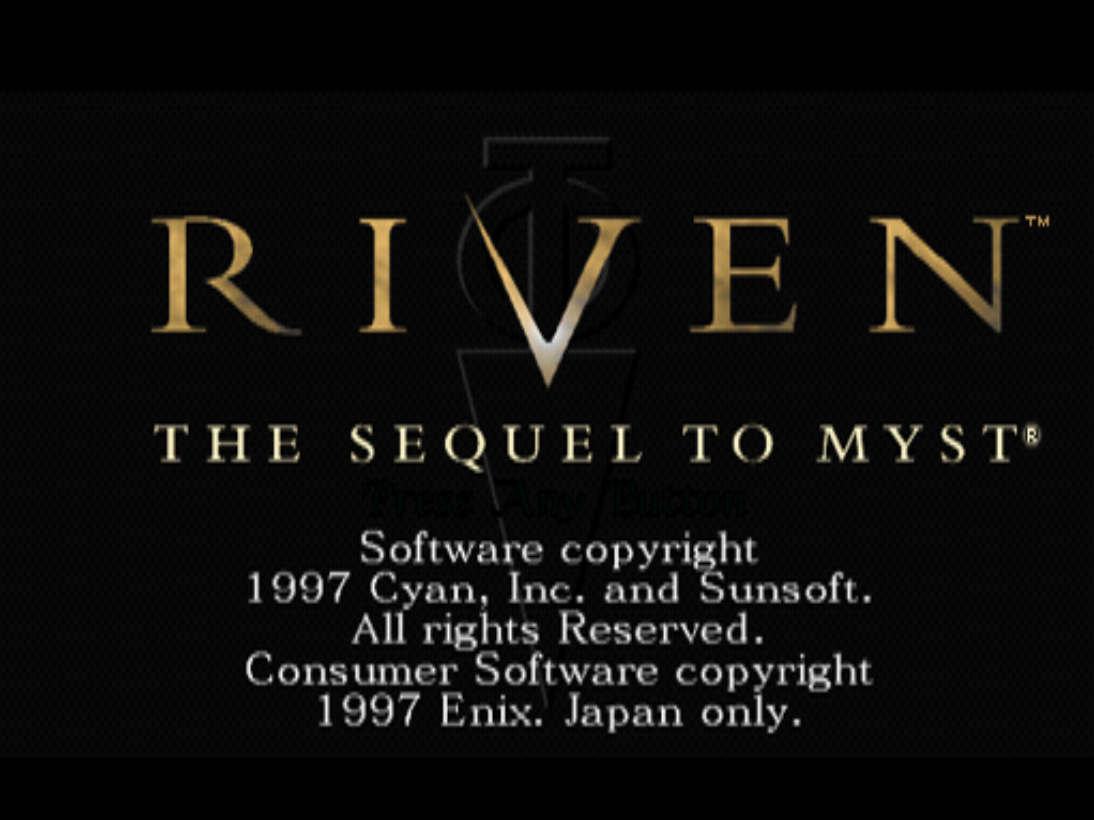 RIVEN™
THE SEQUEL TO MYST®
Press Any Button
Software copyright
1997 Cyan, Inc. and Sunsoft.
All rights Reserved.
Consumer Software copyright
1997 Enix. Japan only.